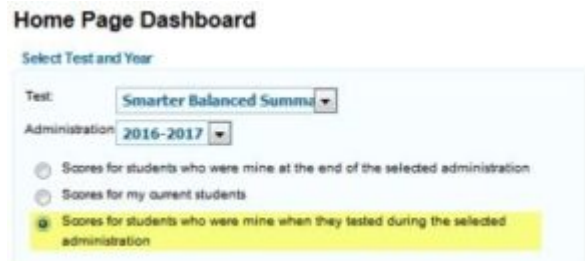 Home Page Dashboard
Select Test and Year
Test:
Smarter Balanced Summa
Administration
2016-2017
Scores for students who were mine at the end of the selected administration
Scores for my current students
Scores for students who were mine when they tested during the selected
administration